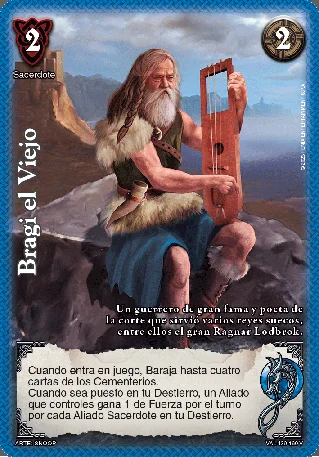 2
2
Sacerdote
Bragi el Viejo
Un guerrero de gran fama y poeta de
la corte que sirvió varios reyes suecos,
entre ellos el gran Ragnar Lodbrok.
Cuando entra en juego, Baraja hasta cuatro
cartas de los Cementerios.
Cuando sea puesto en tu Destierro, un Aliado
que controles gana 1 de Fuerza por el turno
por cada Aliado Sacerdote en tu Destierro.